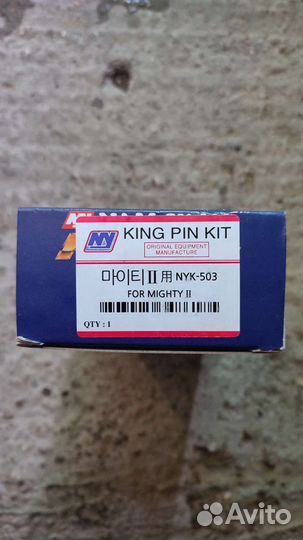 NY KING PIN KIT
ORIGINAL EQUIPMENT
MANUFACTURE
마이티II 用 NYK-503
FOR MIGHTY II
QTY : 1
Avito